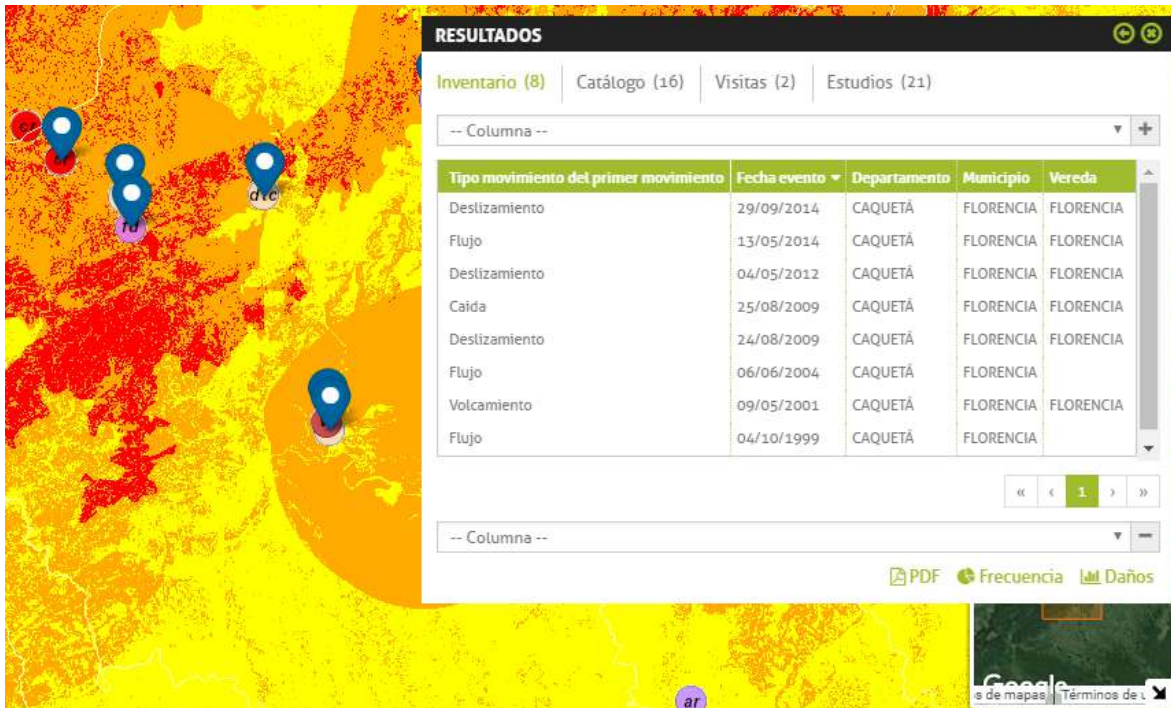 RESULTADOS
Inventario (8) Catálogo (16) Visitas (2) Estudios (21)
-- Columna --
Tipo movimiento del primer movimiento Fecha evento Departamento Municipio Vereda
Deslizamiento 29/09/2014 CAQUETÁ FLORENCIA FLORENCIA
Flujo 13/05/2014 CAQUETÁ FLORENCIA FLORENCIA
Deslizamiento 04/05/2012 CAQUETÁ FLORENCIA FLORENCIA
Caida 25/08/2009 CAQUETÁ FLORENCIA FLORENCIA
Deslizamiento 24/08/2009 CAQUETÁ FLORENCIA FLORENCIA
Flujo 06/06/2004 CAQUETÁ FLORENCIA
Volcamiento 09/05/2001 CAQUETÁ FLORENCIA FLORENCIA
Flujo 04/10/1999 CAQUETÁ FLORENCIA
« ‹ 1 › »
-- Columna --
PDF Frecuencia Daños
Google
s de mapas Términos de
ar